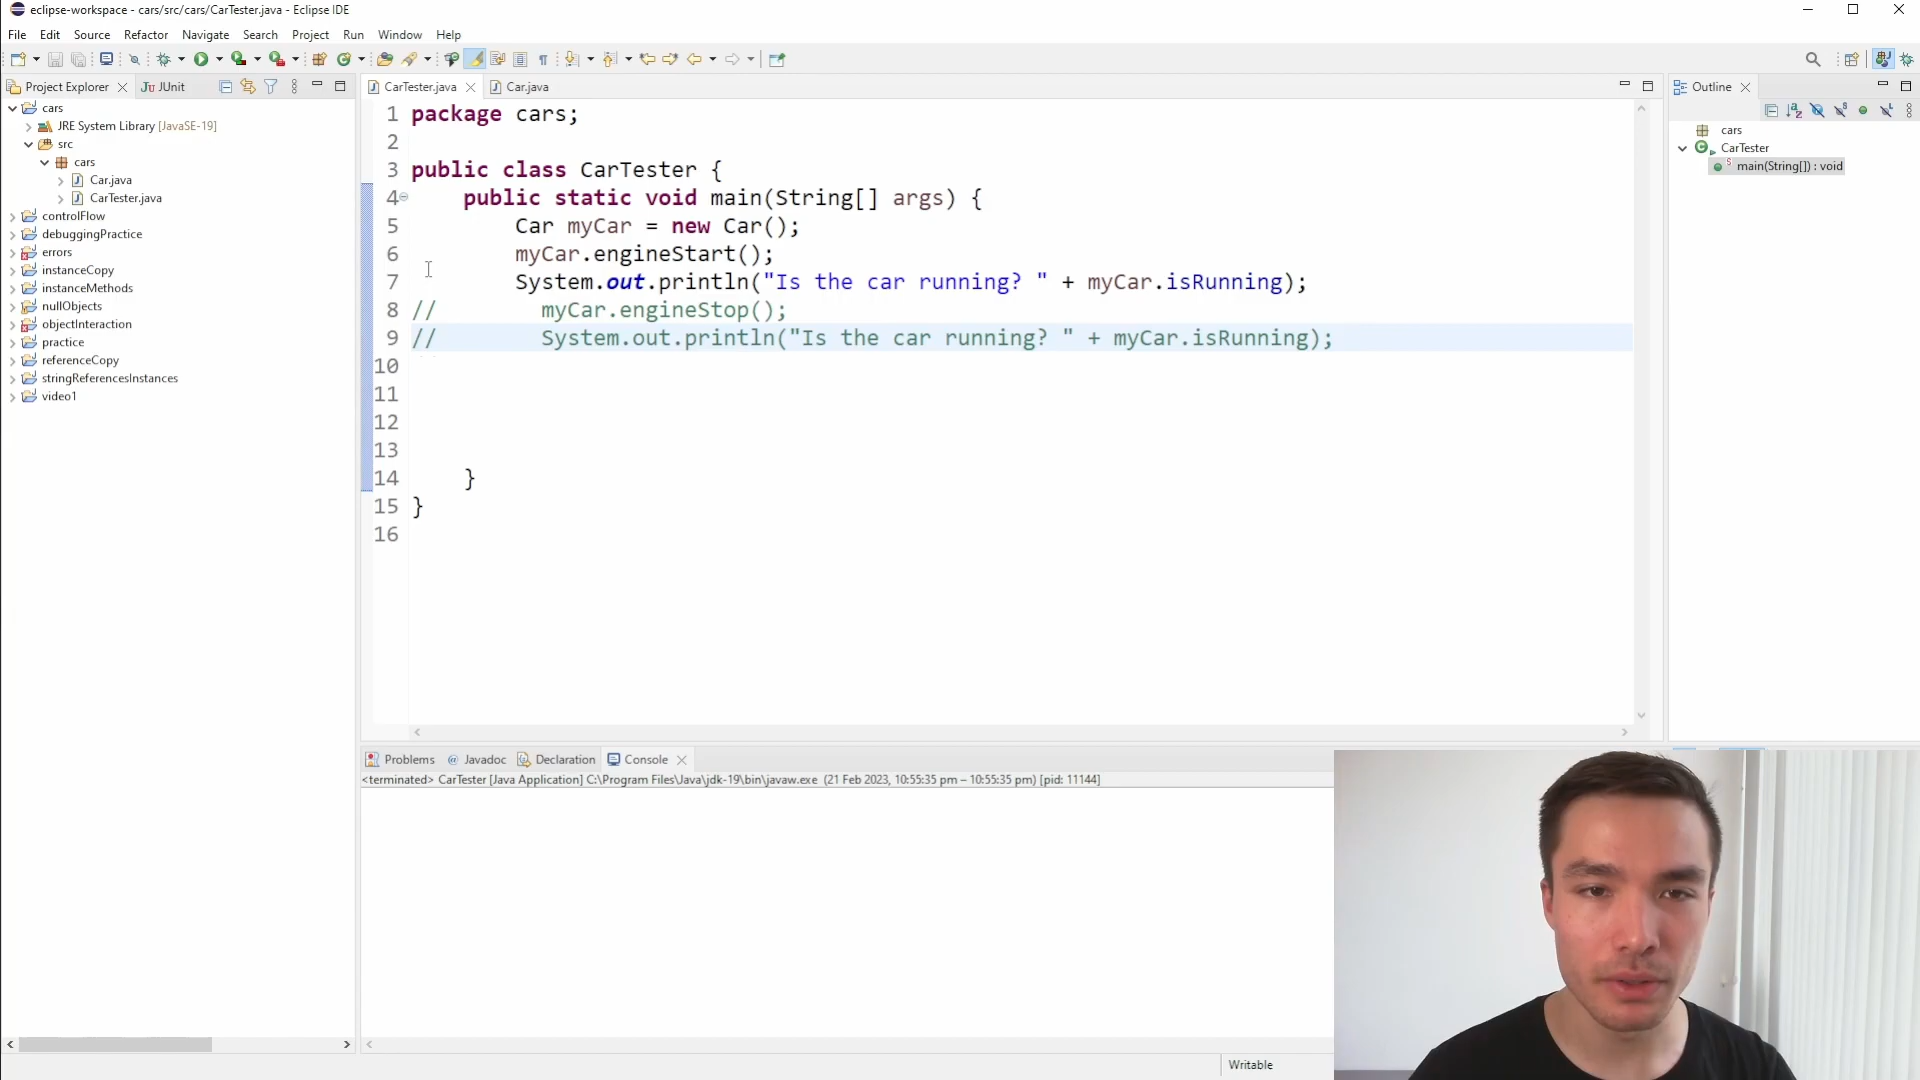 eclipse-workspace - cars/src/cars/CarTester.java - Eclipse IDE
File Edit Source Refactor Navigate Search Project Run Window Help
Project Explorer
JUnit
cars
JRE System Library [JavaSE-19]
src
cars
Car.java
CarTester.java
controlFlow
debuggingPractice
errors
instanceCopy
instanceMethods
nullObjects
objectInteraction
practice
referenceCopy
stringReferencesInstances
video1
CarTester.java
Car.java
1 package cars;
2
3 public class CarTester {
4 public static void main(String[] args) {
5 Car myCar = new Car();
6 myCar.engineStart();
7 System.out.println("Is the car running? " + myCar.isRunning);
8 // myCar.engineStop();
9 // System.out.println("Is the car running? " + myCar.isRunning);
10
11
12
13
14 }
15 }
16
Outline
cars
CarTester
main(String[]) : void
Problems @ Javadoc Declaration Console
<terminated> CarTester [Java Application] C:\Program Files\Java\jdk-19\bin\javaw.exe (21 Feb 2023, 10:55:35 pm – 10:55:35 pm) [pid: 11144]
Writable